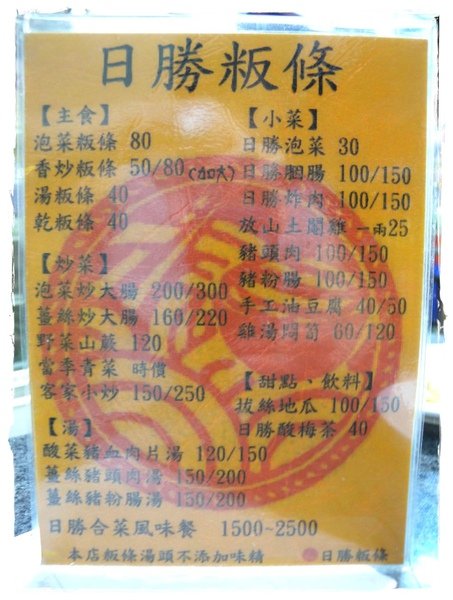 日勝粄條
【主食】
泡菜粄條 80
香炒粄條 50/80(加大)
湯粄條 40
乾粄條 40
【炒菜】
泡菜炒大腸 200/300
薑絲炒大腸 160/220
野菜山蘇 120
當季青菜 時價
客家小炒 150/250
【湯】
酸菜豬血肉片湯 120/150
薑絲豬頭肉湯 150/200
薑絲豬粉腸湯 150/200
【小菜】
日勝泡菜 30
日勝胭腸 100/150
日勝炸肉 100/150
放山土閹雞 一兩25
豬頭肉 100/150
豬粉腸 100/150
手工油豆腐 40/50
雞湯悶筍 60/120
【甜點、飲料】
拔絲地瓜 100/150
日勝酸梅茶 40
日勝合菜風味餐 1500~2500
本店粄條湯頭不添加味精
日勝粄條